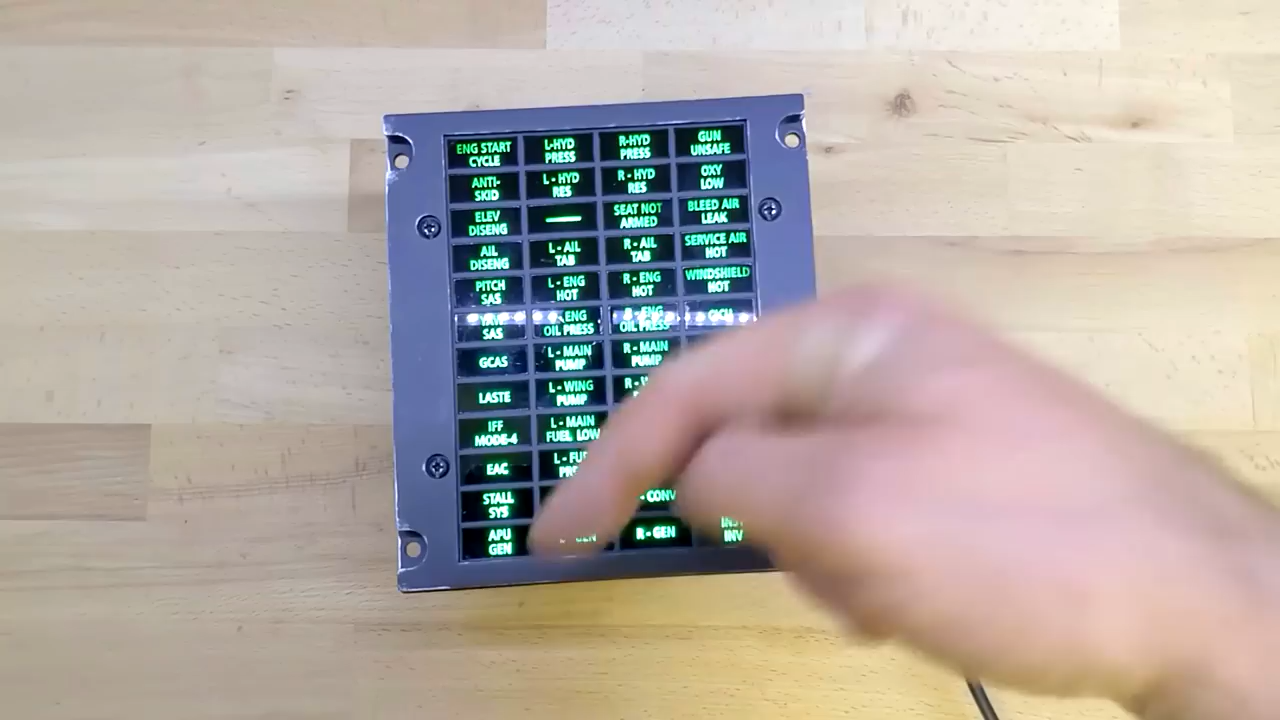 ENG START
CYCLE
L-HYD
PRESS
R-HYD
PRESS
GUN
UNSAFE
ANTI-
SKID
L - HYD
RES
R - HYD
RES
OXY
LOW
ELEV
DISENG
SEAT NOT
ARMED
BLEED AIR
LEAK
AIL
DISENG
L - AIL
TAB
R - AIL
TAB
SERVICE AIR
HOT
PITCH
SAS
L - ENG
HOT
R - ENG
HOT
WINDSHIELD
HOT
YAW
SAS
ENG
OIL PRESS
R - ENG
OIL PRESS
GCAS
L - MAIN
PUMP
R - MAIN
PUMP
LASTE
L - WING
PUMP
IFF
MODE-4
L - MAIN
FUEL LOW
EAC
STALL
SYS
APU
GEN
R - GEN
INV